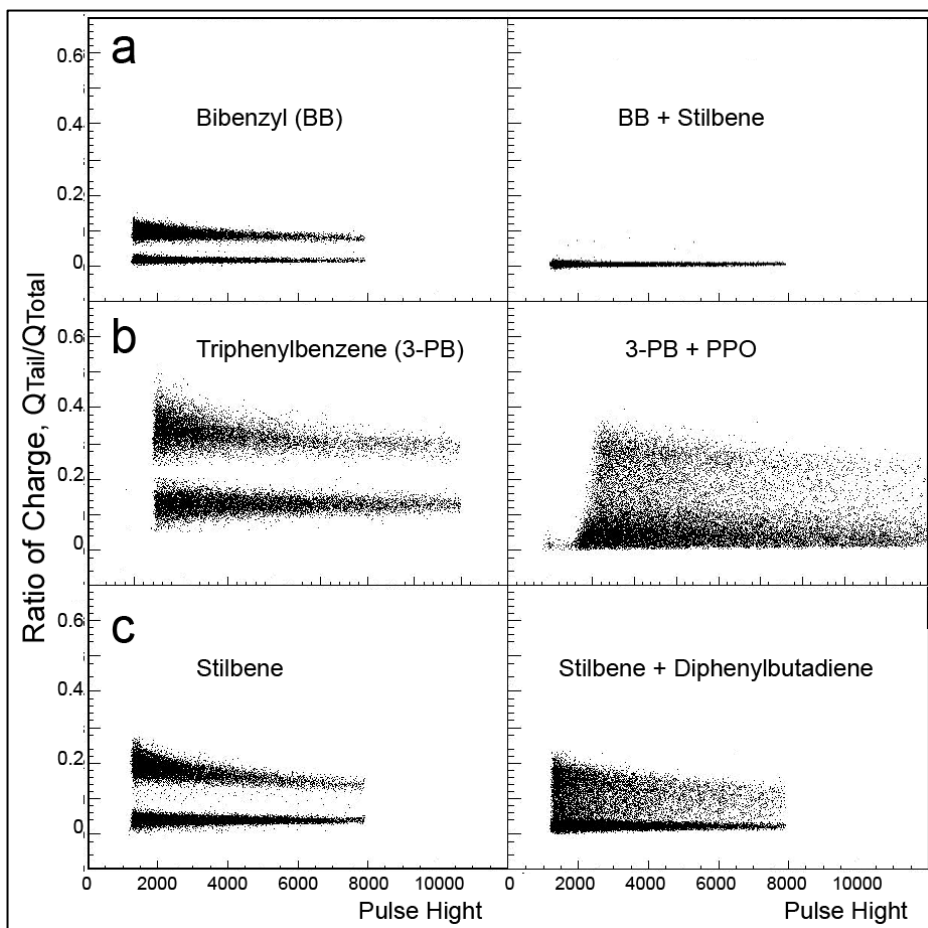 Ratio of Charge, QTail/QTotal
a
0.6
0.4
0.2
0
Bibenzyl (BB)
BB + Stilbene
b
0.6
0.4
0.2
0
Triphenylbenzene (3-PB)
3-PB + PPO
c
0.6
0.4
0.2
0
Stilbene
Stilbene + Diphenylbutadiene
0 2000 4000 6000 8000 10000
0 2000 4000 6000 8000 10000
Pulse Hight
Pulse Hight